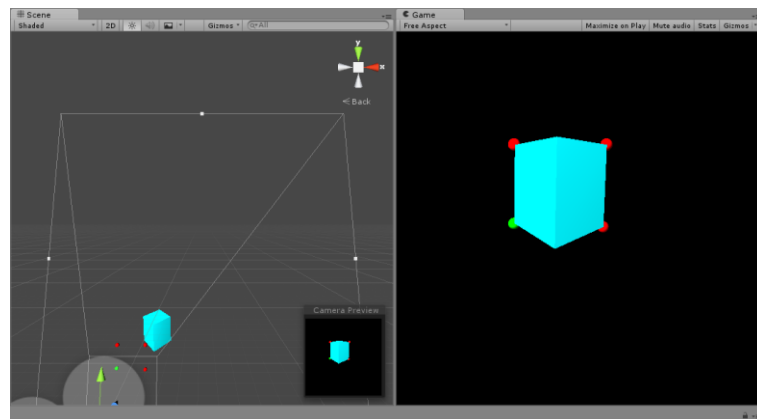 Scene
Shaded 2D Gizmos All
y
x
Back
Camera Preview
Game
Free Aspect Maximize on Play Mute audio Stats Gizmos